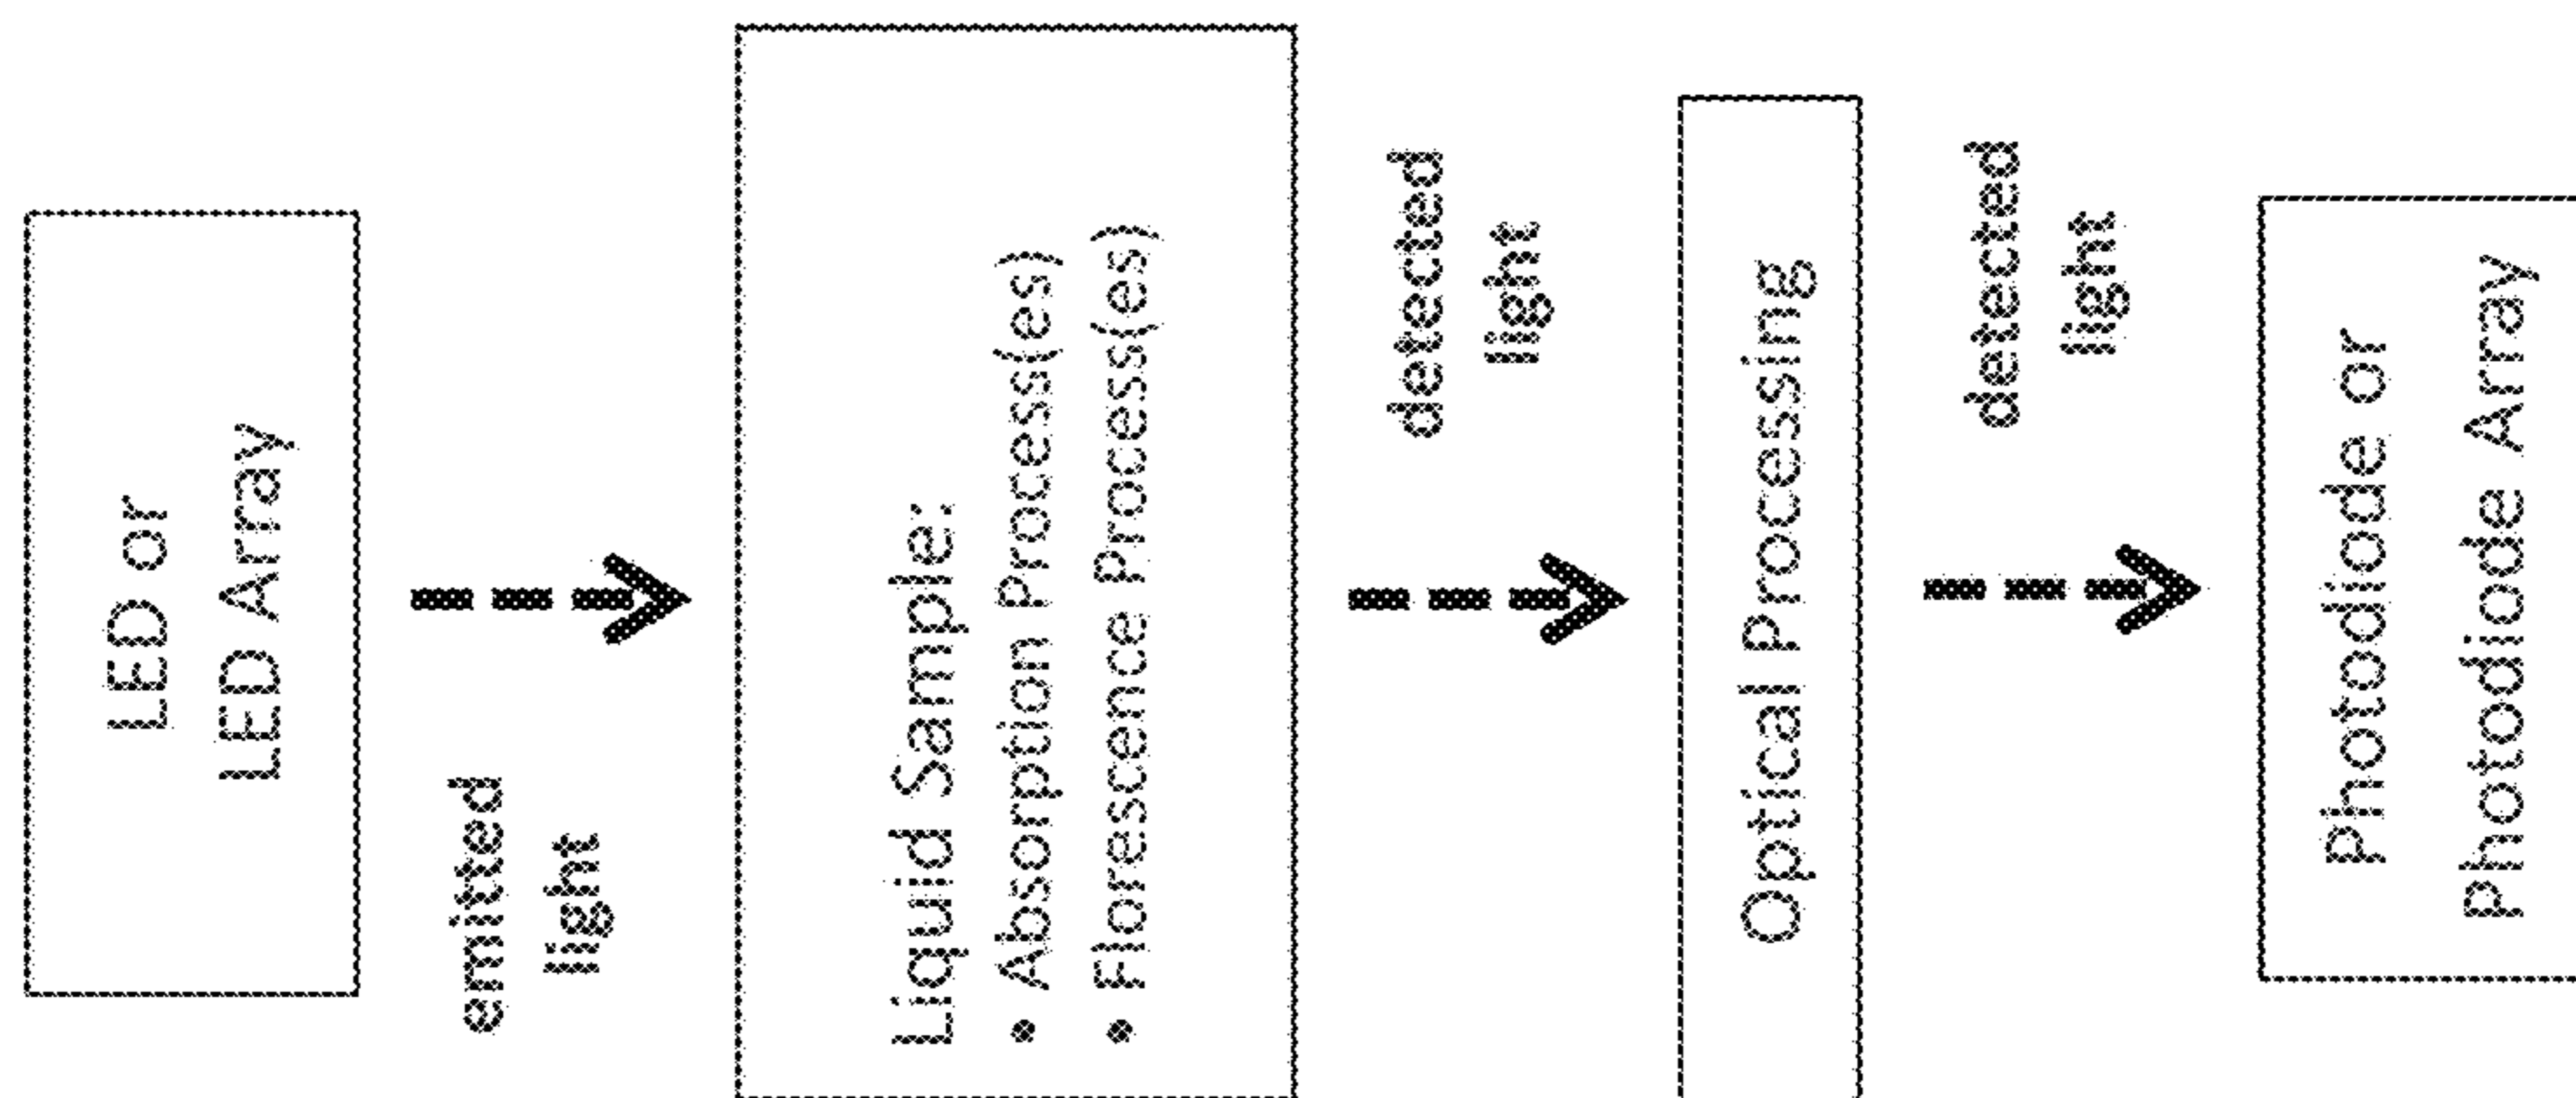 LED or
LED Array
emitted
light
Liquid Sample:
• Absorption Process(es)
• Florescence Process(es)
detected
light
Optical Processing
detected
light
Photodiode or
Photodiode Array